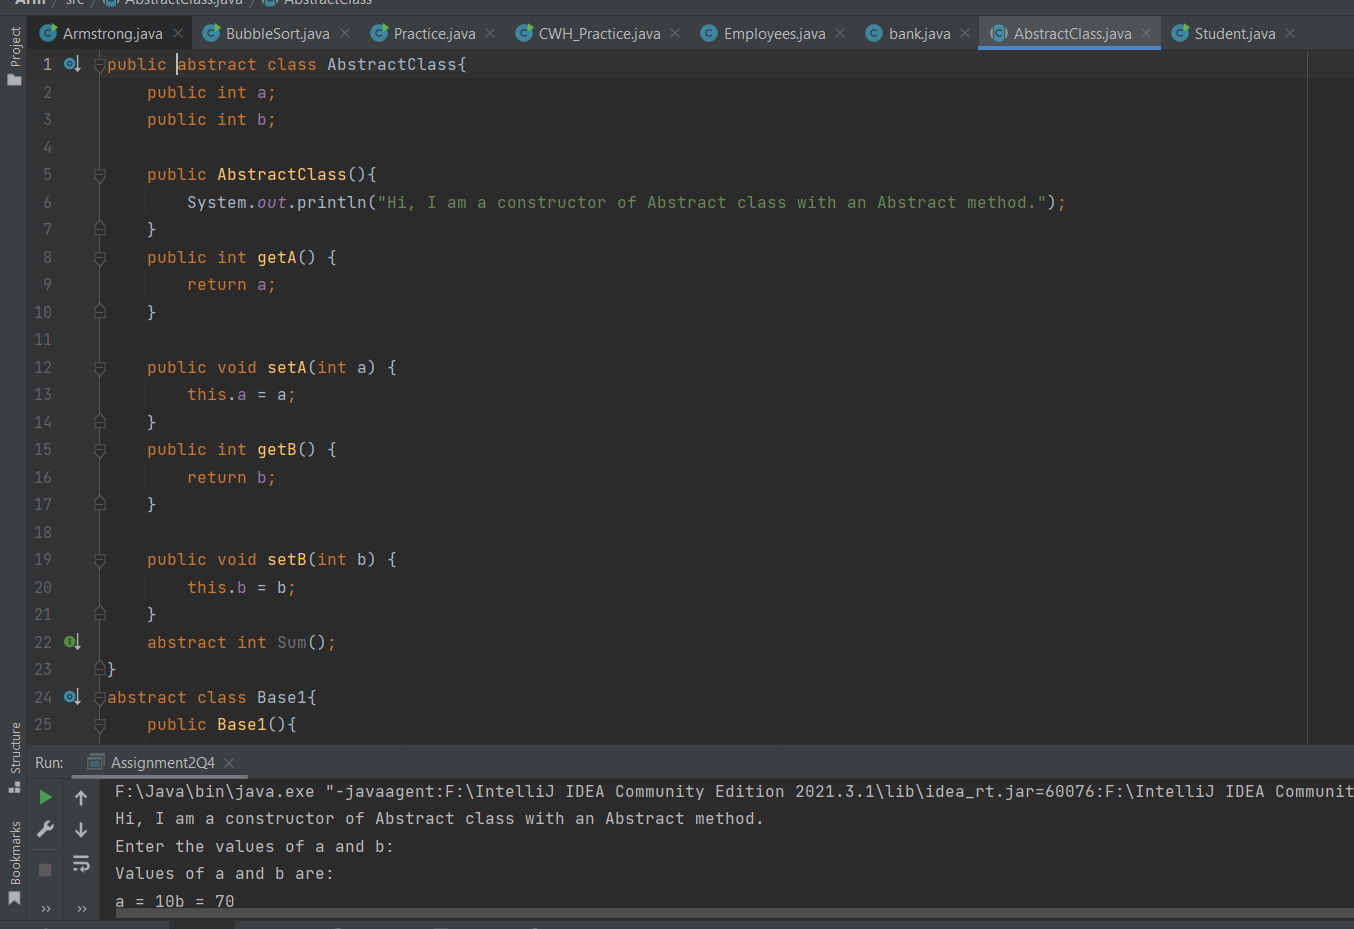 Arm / src / AbstractClass.java / AbstractClass
Armstrong.java BubbleSort.java Practice.java CWH_Practice.java Employees.java bank.java AbstractClass.java Student.java
Project
1 public abstract class AbstractClass{
2 public int a;
3 public int b;
4
5 public AbstractClass(){
6 System.out.println("Hi, I am a constructor of Abstract class with an Abstract method.");
7 }
8 public int getA() {
9 return a;
10 }
11
12 public void setA(int a) {
13 this.a = a;
14 }
15 public int getB() {
16 return b;
17 }
18
19 public void setB(int b) {
20 this.b = b;
21 }
22 abstract int Sum();
23 }
24 abstract class Base1{
25 public Base1(){
Structure
Bookmarks
Run: Assignment2Q4
F:\Java\bin\java.exe "-javaagent:F:\IntelliJ IDEA Community Edition 2021.3.1\lib\idea_rt.jar=60076:F:\IntelliJ IDEA Communit
Hi, I am a constructor of Abstract class with an Abstract method.
Enter the values of a and b:
Values of a and b are:
a = 10b = 70